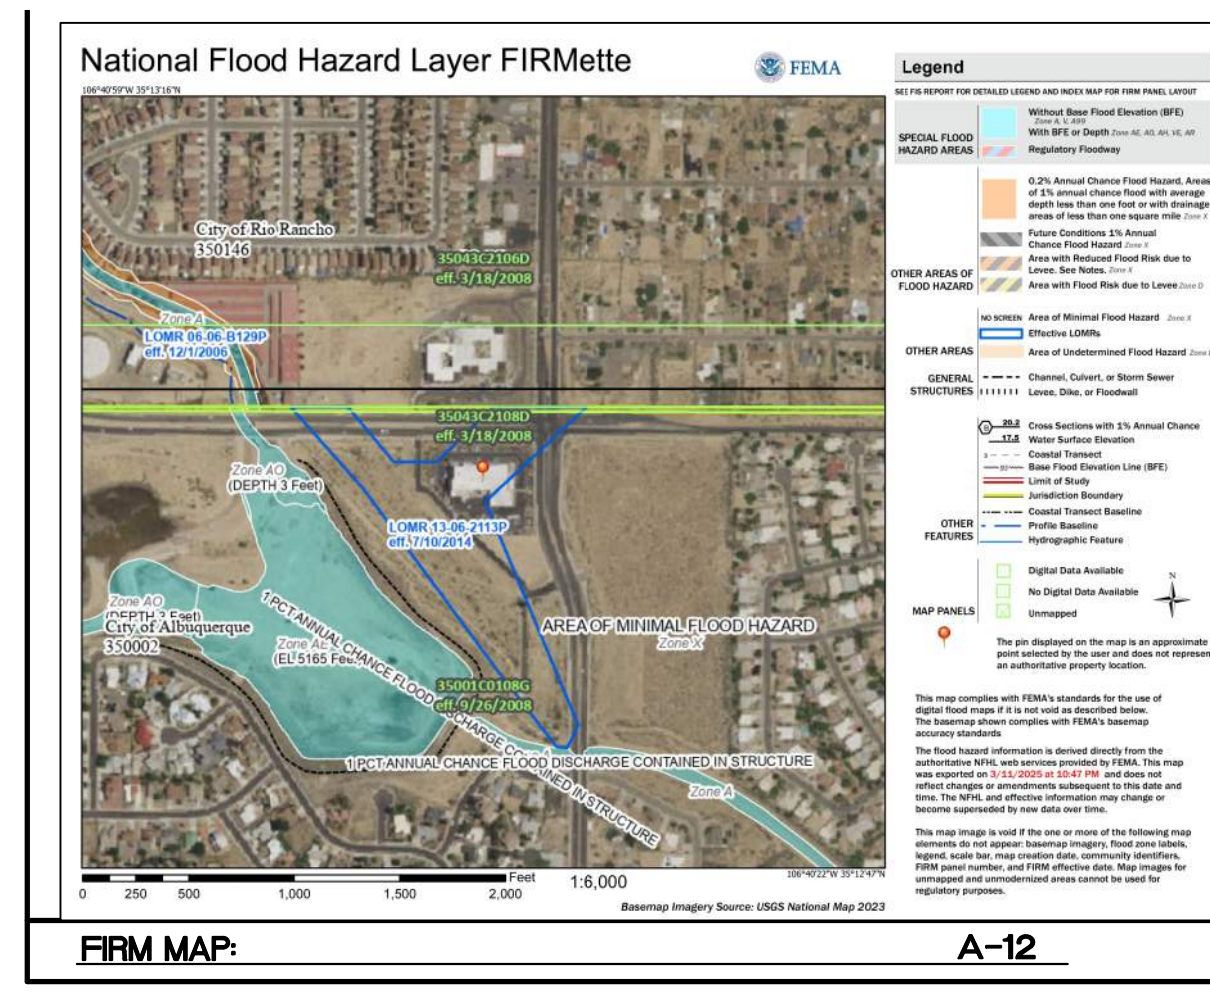 National Flood Hazard Layer FIRMette
FEMA
106°40'59"W 35°13'16"N
City of Rio Rancho
350146
35043C2106D
eff. 3/18/2008
Zone A
LOMR 06-06-B129P
eff. 12/1/2006
35043C2108D
eff. 3/18/2008
Zone AO
(DEPTH 3 Feet)
LOMR 13-06-2113P
eff. 7/10/2014
Zone AO
(DEPTH 2 Feet)
City of Albuquerque
350002
Zone AE
(EL 5165 Feet)
1 PCT ANNUAL CHANCE FLOOD DISCHARGE CONTAINED IN STRUCTURE
AREA OF MINIMAL FLOOD HAZARD
Zone X
35001C0108G
eff. 9/26/2008
1 PCT ANNUAL CHANCE FLOOD DISCHARGE CONTAINED IN STRUCTURE
Zone A
0 250 500 1,000 1,500 2,000
Feet
1:6,000
106°40'22"W 35°12'47"N
Basemap Imagery Source: USGS National Map 2023
Legend
SEE FIS REPORT FOR DETAILED LEGEND AND INDEX MAP FOR FIRM PANEL LAYOUT
SPECIAL FLOOD
HAZARD AREAS
Without Base Flood Elevation (BFE)
Zone A, V, A99
With BFE or Depth Zone AE, AO, AH, VE, AR
Regulatory Floodway
OTHER AREAS OF
FLOOD HAZARD
0.2% Annual Chance Flood Hazard, Areas
of 1% annual chance flood with average
depth less than one foot or with drainage
areas of less than one square mile Zone X
Future Conditions 1% Annual
Chance Flood Hazard Zone X
Area with Reduced Flood Risk due to
Levee. See Notes. Zone X
Area with Flood Risk due to Levee Zone D
OTHER AREAS
NO SCREEN Area of Minimal Flood Hazard Zone X
Effective LOMRs
Area of Undetermined Flood Hazard Zone
GENERAL
STRUCTURES
Channel, Culvert, or Storm Sewer
Levee, Dike, or Floodwall
OTHER
FEATURES
B 20.2 Cross Sections with 1% Annual Chance
17.5 Water Surface Elevation
Coastal Transect
Base Flood Elevation Line (BFE)
Limit of Study
Jurisdiction Boundary
Coastal Transect Baseline
Profile Baseline
Hydrographic Feature
MAP PANELS
Digital Data Available
No Digital Data Available
Unmapped
N
The pin displayed on the map is an approximate
point selected by the user and does not represen
an authoritative property location.
This map complies with FEMA's standards for the use of
digital flood maps if it is not void as described below.
The basemap shown complies with FEMA's basemap
accuracy standards
The flood hazard information is derived directly from the
authoritative NFHL web services provided by FEMA. This map
was exported on 3/11/2025 at 10:47 PM and does not
reflect changes or amendments subsequent to this date and
time. The NFHL and effective information may change or
become superseded by new data over time.
This map image is void if the one or more of the following map
elements do not appear: basemap imagery, flood zone labels,
legend, scale bar, map creation date, community identifiers,
FIRM panel number, and FIRM effective date. Map images for
unmapped and unmodernized areas cannot be used for
regulatory purposes.
FIRM MAP:
A-12